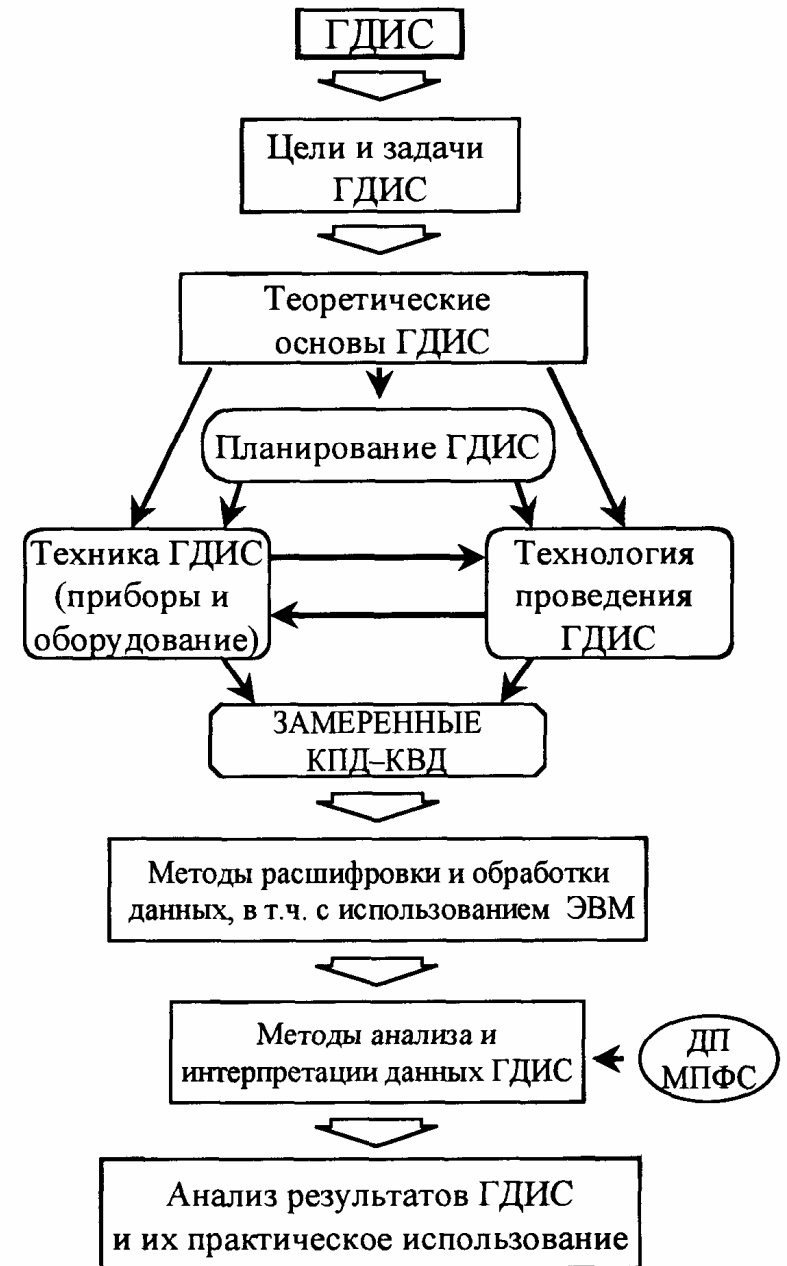 ГДИС
Цели и задачи
ГДИС
Теоретические
основы ГДИС
Планирование ГДИС
Техника ГДИС
(приборы и
оборудование)
Технология
проведения
ГДИС
ЗАМЕРЕННЫЕ
КПД–КВД
Методы расшифровки и обработки
данных, в т.ч. с использованием ЭВМ
Методы анализа и
интерпретации данных ГДИС
ДП
МПФС
Анализ результатов ГДИС
и их практическое использование